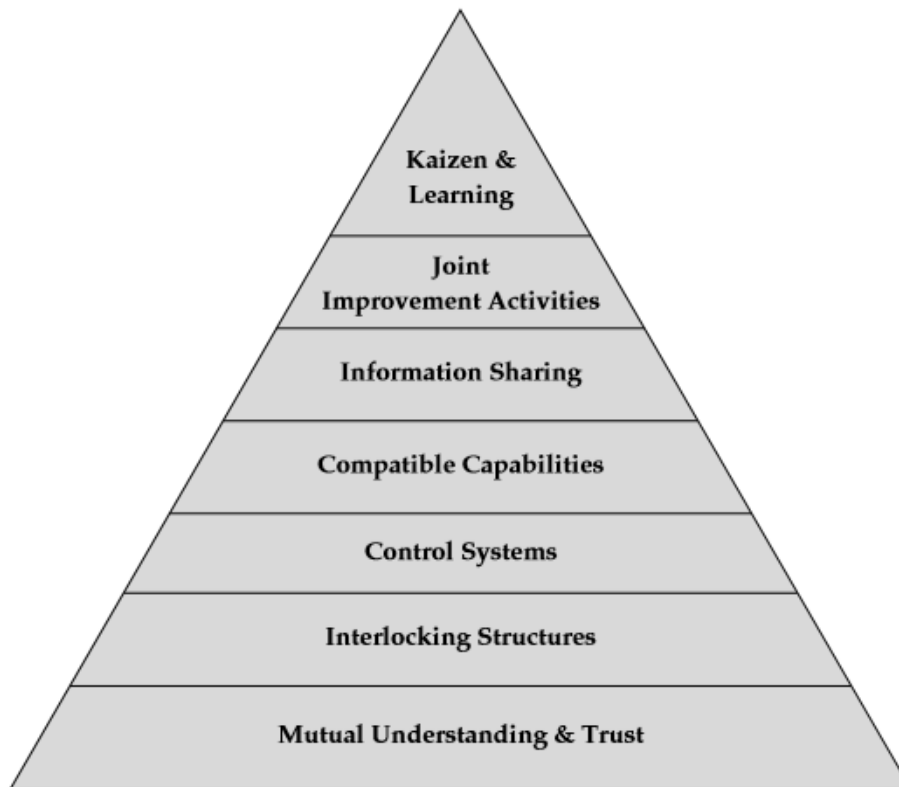 Kaizen &
Learning
Joint
Improvement Activities
Information Sharing
Compatible Capabilities
Control Systems
Interlocking Structures
Mutual Understanding & Trust